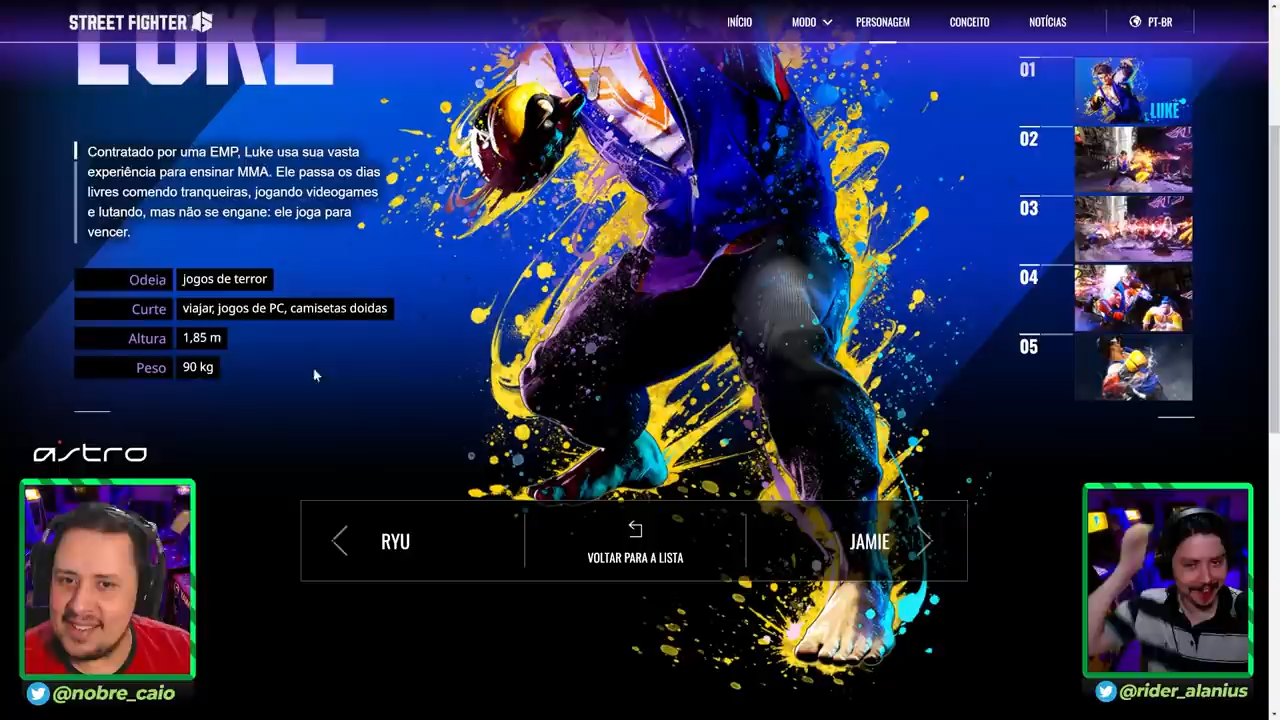 STREET FIGHTER 6
INÍCIO
MODO
PERSONAGEM
CONCEITO
NOTÍCIAS
PT-BR
LUKE
Contratado por uma EMP, Luke usa sua vasta
experiência para ensinar MMA. Ele passa os dias
livres comendo tranqueiras, jogando videogames
e lutando, mas não se engane: ele joga para
vencer.
Odeia jogos de terror
Curte viajar, jogos de PC, camisetas doidas
Altura 1,85 m
Peso 90 kg
01
LUKE
02
03
04
05
astro
RYU
VOLTAR PARA A LISTA
JAMIE
@nobre_caio
@rider_alanius